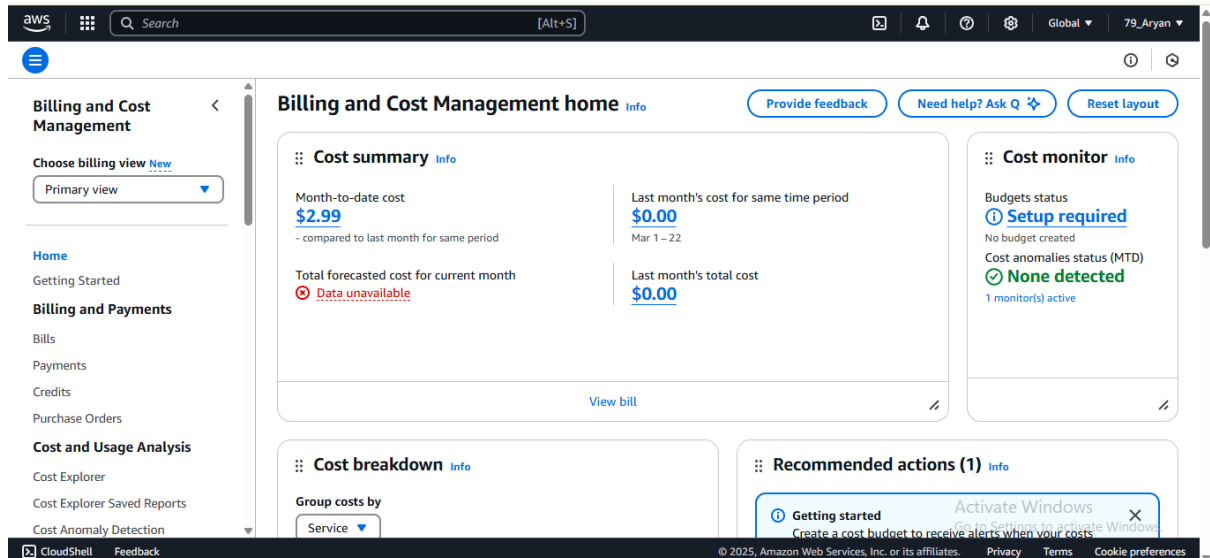 aws
Search [Alt+S]
Global ▼ 79_Aryan ▼
Billing and Cost Management
Choose billing view New
Primary view ▼
Home
Getting Started
Billing and Payments
Bills
Payments
Credits
Purchase Orders
Cost and Usage Analysis
Cost Explorer
Cost Explorer Saved Reports
Cost Anomaly Detection
Billing and Cost Management home Info
Provide feedback
Need help? Ask Q
Reset layout
Cost summary Info
Month-to-date cost
$2.99
- compared to last month for same period
Last month's cost for same time period
$0.00
Mar 1 – 22
Total forecasted cost for current month
Data unavailable
Last month's total cost
$0.00
View bill
Cost monitor Info
Budgets status
Setup required
No budget created
Cost anomalies status (MTD)
None detected
1 monitor(s) active
Cost breakdown Info
Group costs by
Service ▼
Recommended actions (1) Info
Getting started
Create a cost budget to receive alerts when your costs
Activate Windows
Go to Settings to activate Windows.
CloudShell Feedback
© 2025, Amazon Web Services, Inc. or its affiliates. Privacy Terms Cookie preferences